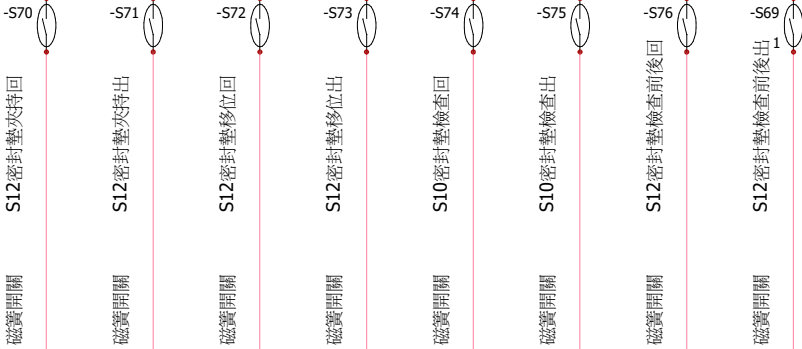 -S70
S12密封墊夾持回
磁簧開關
-S71
S12密封墊夾持出
磁簧開關
-S72
S12密封墊移位回
磁簧開關
-S73
S12密封墊移位出
磁簧開關
-S74
S10密封墊檢查回
磁簧開關
-S75
S10密封墊檢查出
磁簧開關
-S76
S12密封墊檢查前後回
磁簧開關
-S69
1
S12密封墊檢查前後出
磁簧開關